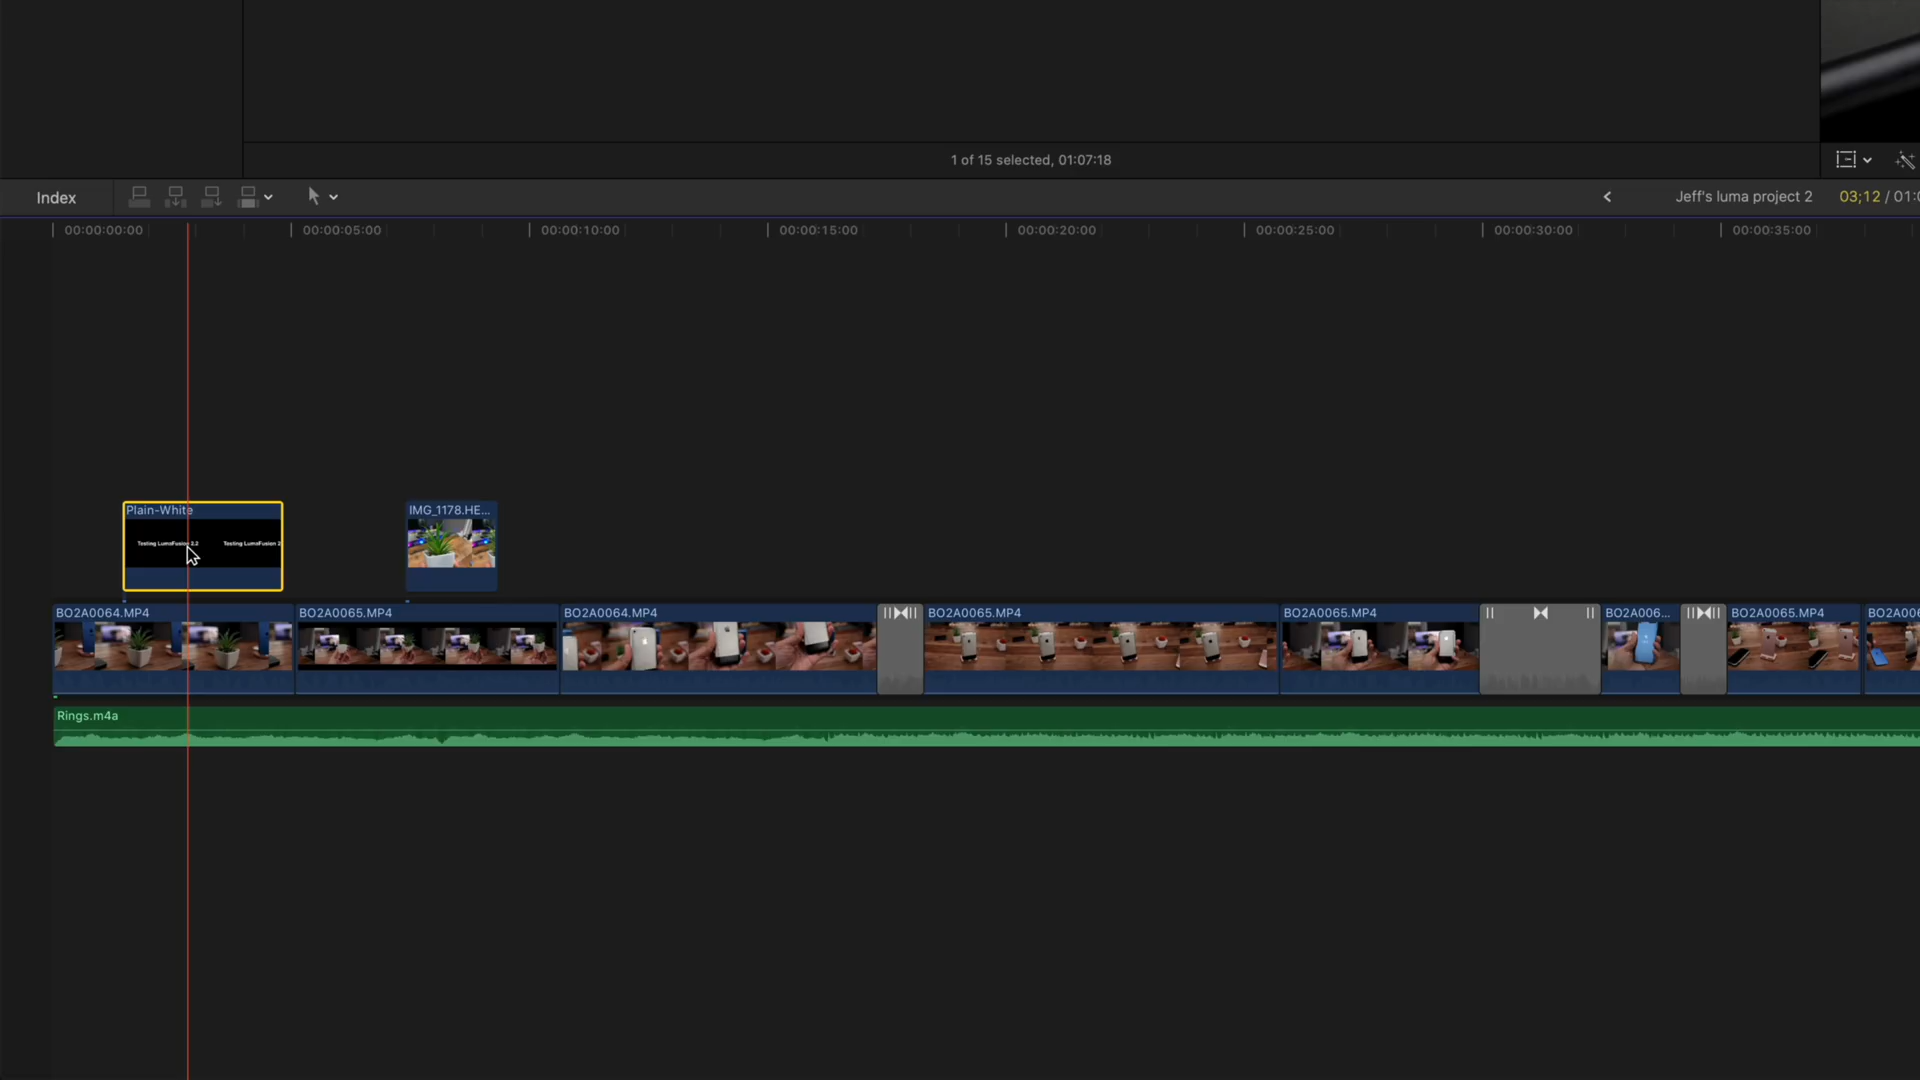 1 of 15 selected, 01:07:18
Index
Jeff's luma project 2
03;12 / 01:0
00:00:00:00 00:00:05:00 00:00:10:00 00:00:15:00 00:00:20:00 00:00:25:00 00:00:30:00 00:00:35:00
Plain-White IMG_1178.HE...
Testing LumaFusion 2.2 Testing LumaFusion 2
BO2A0064.MP4 BO2A0065.MP4 BO2A0064.MP4 BO2A0065.MP4 BO2A0065.MP4 BO2A006... BO2A0065.MP4 BO2A00
Rings.m4a